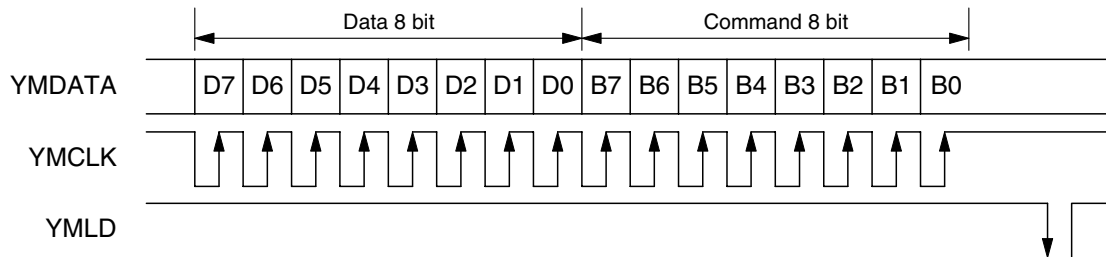 Data 8 bit Command 8 bit
YMDATA D7 D6 D5 D4 D3 D2 D1 D0 B7 B6 B5 B4 B3 B2 B1 B0
YMCLK
YMLD